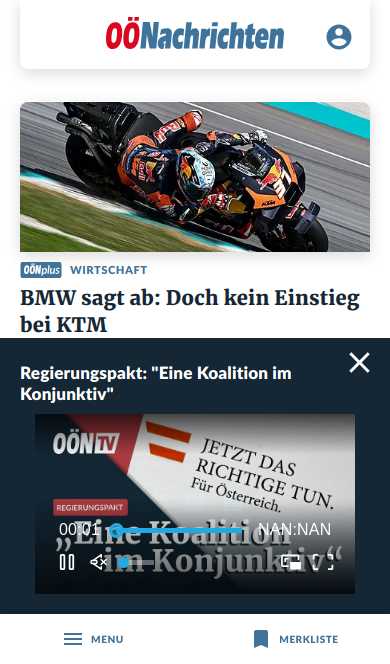 OÖNachrichten
31
OÖNplus WIRTSCHAFT
BMW sagt ab: Doch kein Einstieg
bei KTM
Regierungspakt: "Eine Koalition im
Konjunktiv"
OÖN TV
JETZT DAS
RICHTIGE TUN.
Für Österreich.
REGIERUNGSPAKT
00:01 NAN:NAN
„Eine Koalition
im Konjunktiv“
MENU MERKLISTE